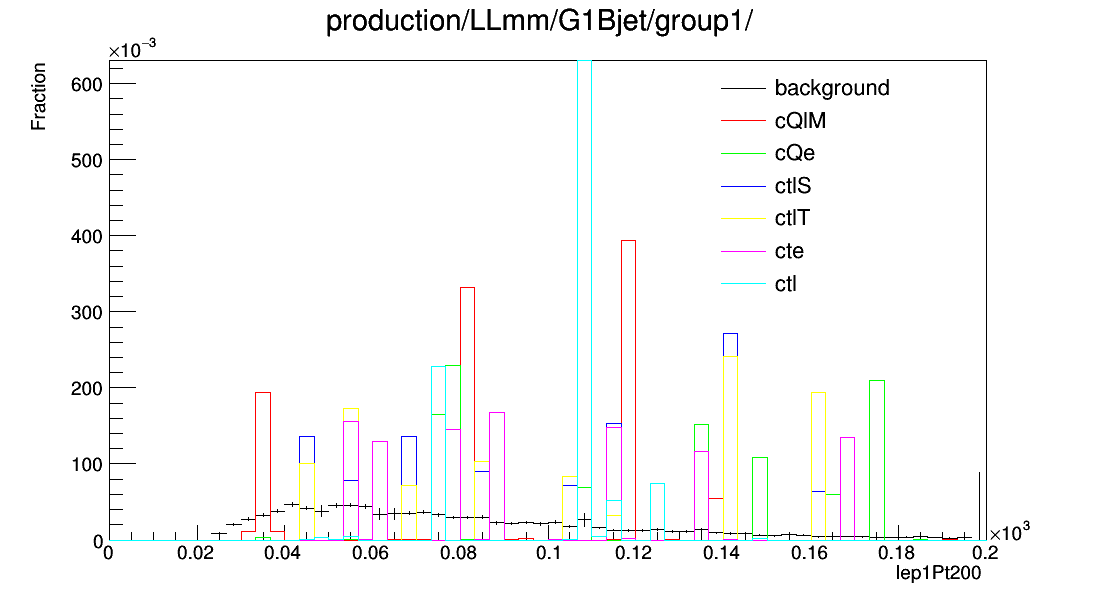 production/LLmm/G1Bjet/group1/
×10⁻³
Fraction
600
500
400
300
200
100
0
background
cQlM
cQe
ctlS
ctlT
cte
ctl
0 0.02 0.04 0.06 0.08 0.1 0.12 0.14 0.16 0.18 0.2
×10³
lep1Pt200